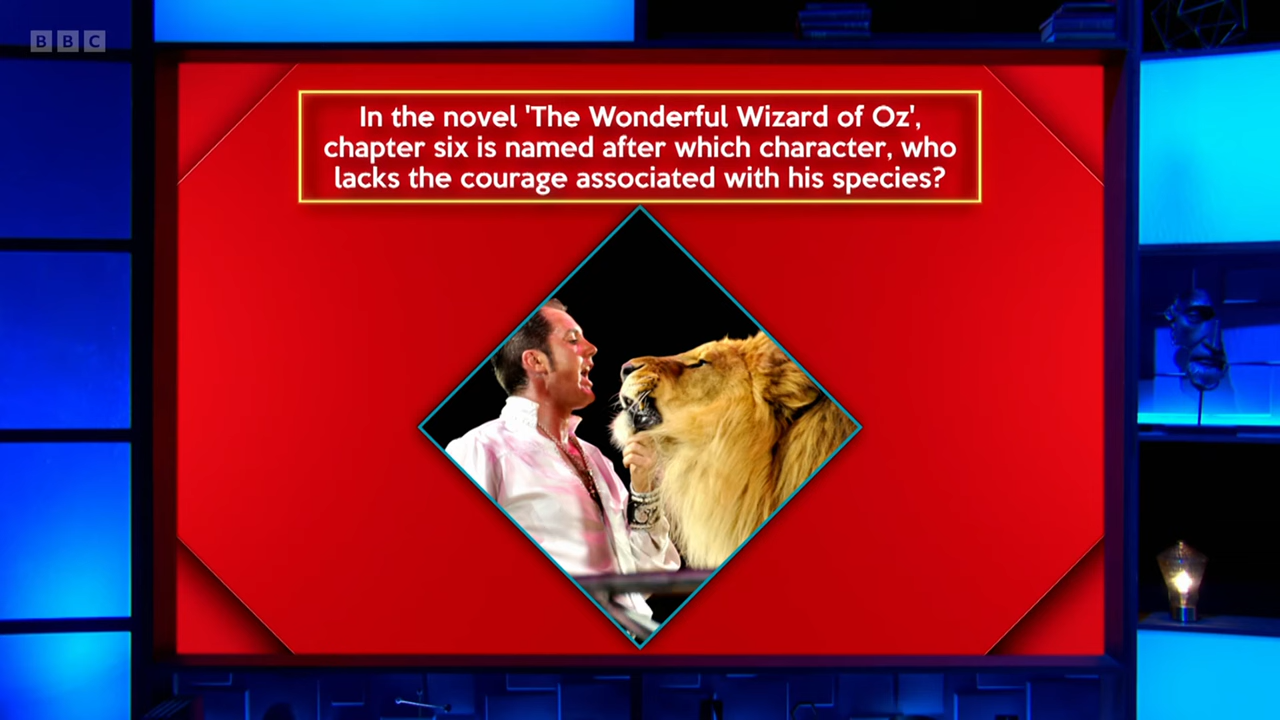 BBC
In the novel 'The Wonderful Wizard of Oz',
chapter six is named after which character, who
lacks the courage associated with his species?